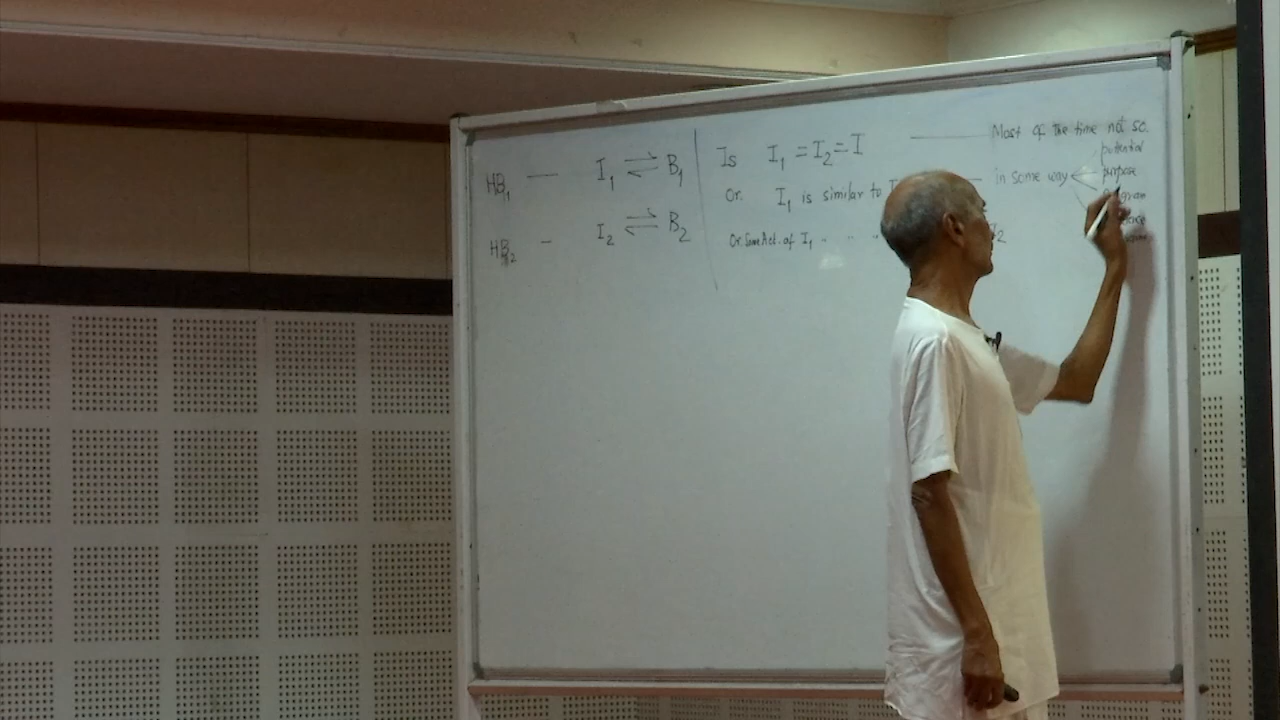 HB1 — I1 ⇌ B1
HB2 - I2 ⇌ B2
Is I1 = I2 = I — Most of the time not so.
Or. I1 is similar to — in some way
potential
purpose
Or. Some Act. of I1 " " " I2